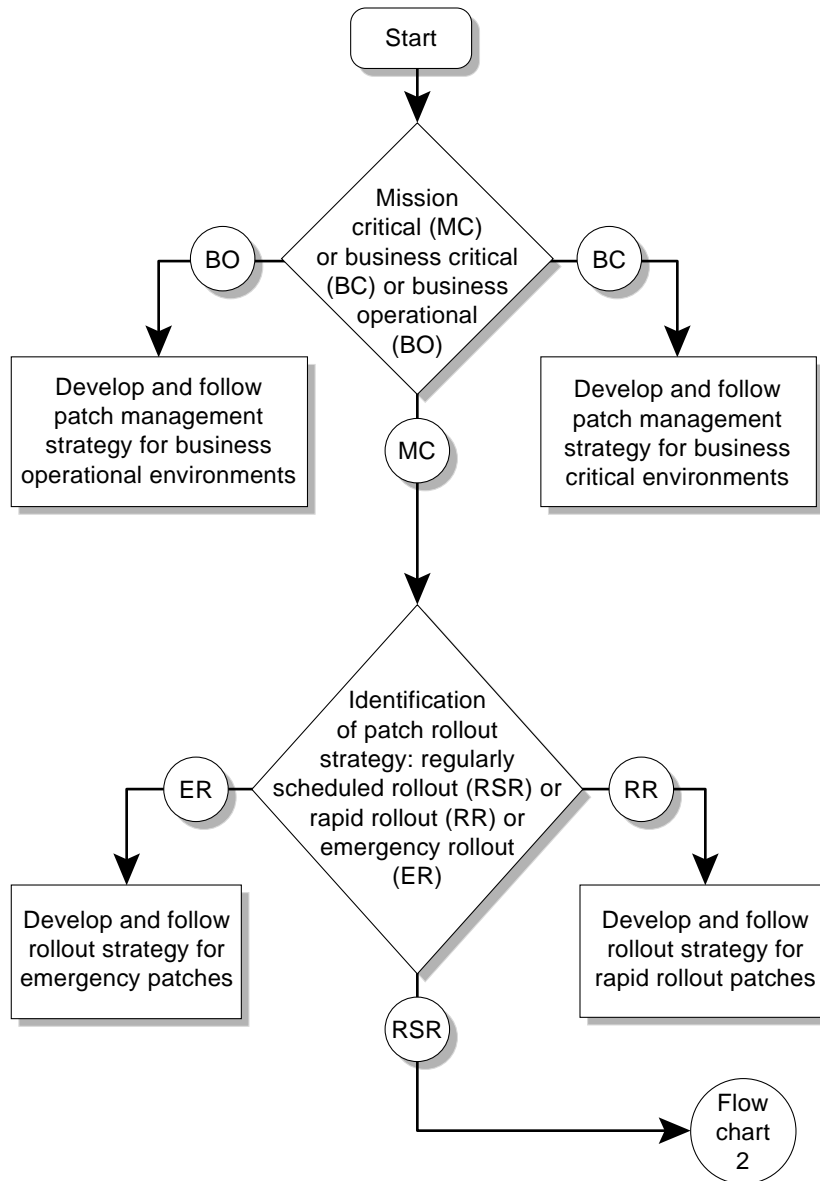 Start
Mission
critical (MC)
or business critical
(BC) or business
operational
(BO)
BO
BC
Develop and follow
patch management
strategy for business
operational environments
Develop and follow
patch management
strategy for business
critical environments
MC
Identification
of patch rollout
strategy: regularly
scheduled rollout (RSR) or
rapid rollout (RR) or
emergency rollout
(ER)
ER
RR
Develop and follow
rollout strategy for
emergency patches
Develop and follow
rollout strategy for
rapid rollout patches
RSR
Flow
chart
2